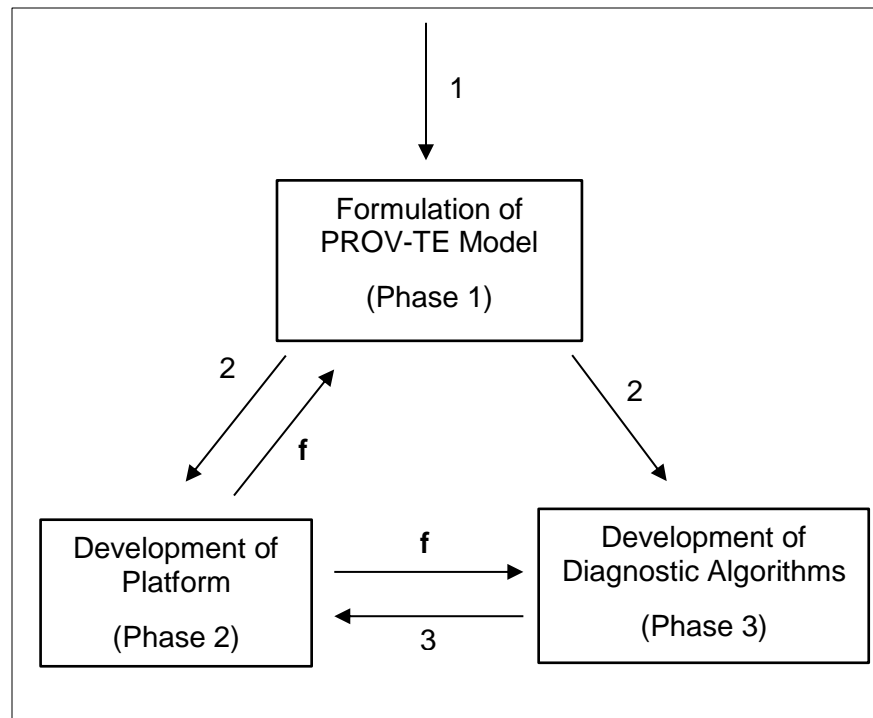 1
Formulation of
PROV-TE Model
(Phase 1)
2
2
f
Development of
Platform
(Phase 2)
f
3
Development of
Diagnostic Algorithms
(Phase 3)